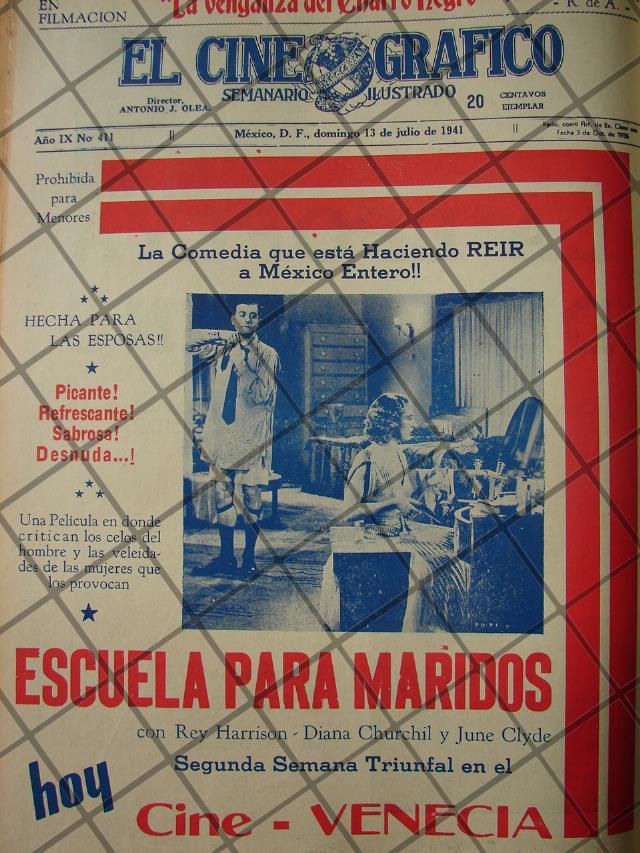 EN
FILMACION
"La venganza del Charro Negro"
- R. de A. -
EL CINE GRAFICO
SEMANARIO ILUSTRADO
Director,
ANTONIO J. OLEA.
20 CENTAVOS
EJEMPLAR
Año IX No 411
México, D. F., domingo 13 de julio de 1941
Prohibida
para
Menores
La Comedia que está Haciendo REIR
a México Entero!!
HECHA PARA
LAS ESPOSAS!!
Picante!
Refrescante!
Sabrosa!
Desnuda...!
Una Película en donde
critican los celos del
hombre y las veleida-
des de las mujeres que
los provocan
ESCUELA PARA MARIDOS
con Rey Harrison - Diana Churchil y June Clyde
Segunda Semana Triunfal en el
hoy
Cine - VENECIA